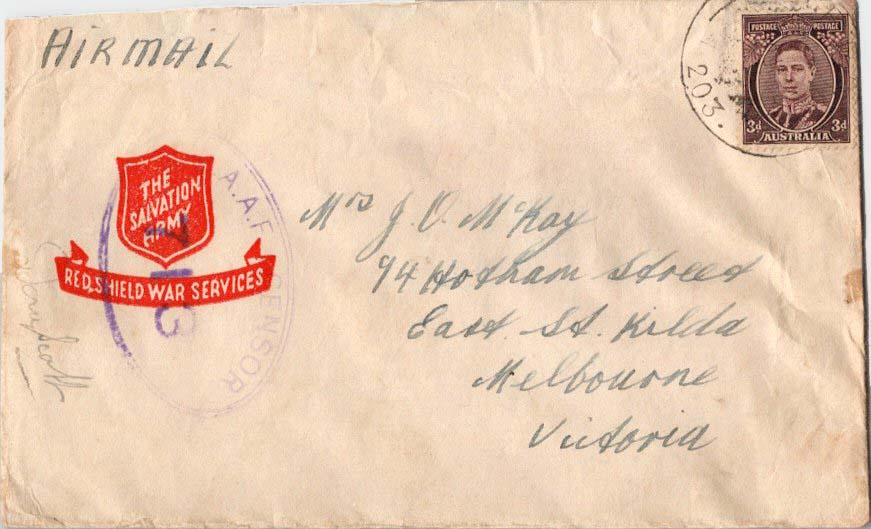 AIRMAIL
POSTAGE POSTAGE
3d 3d
AUSTRALIA
203.
THE
SALVATION
ARMY
RED SHIELD WAR SERVICES
A.A.F. CENSOR
Mrs J. O. McKay
94 Hotham Street
East St. Kilda
Melbourne
Victoria